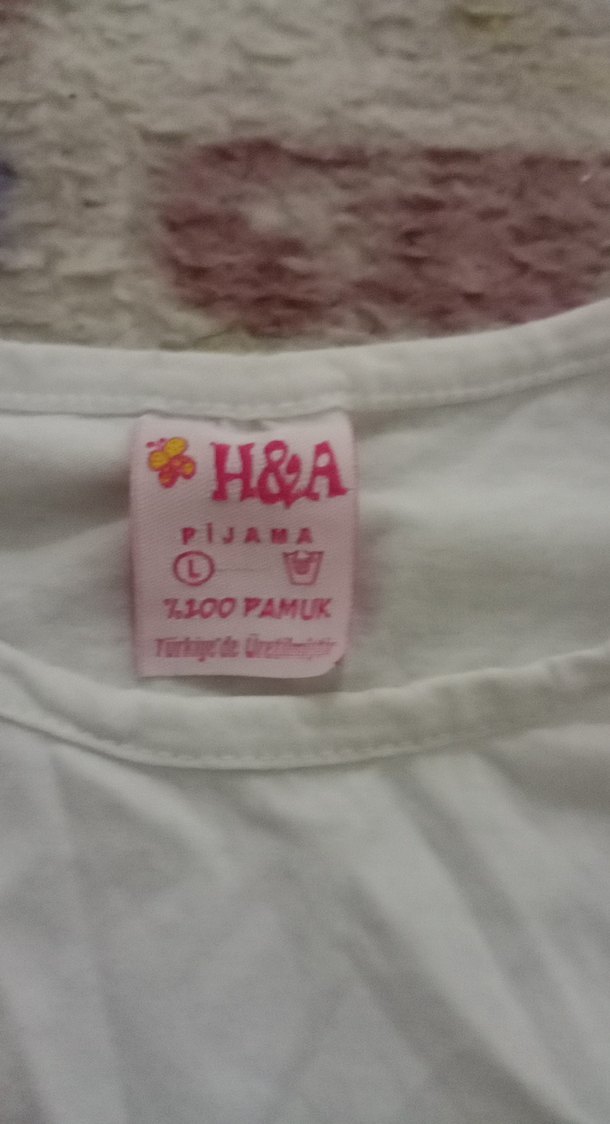 H&A
PİJAMA
L
%100 PAMUK
Türkiye'de Üretilmiştir